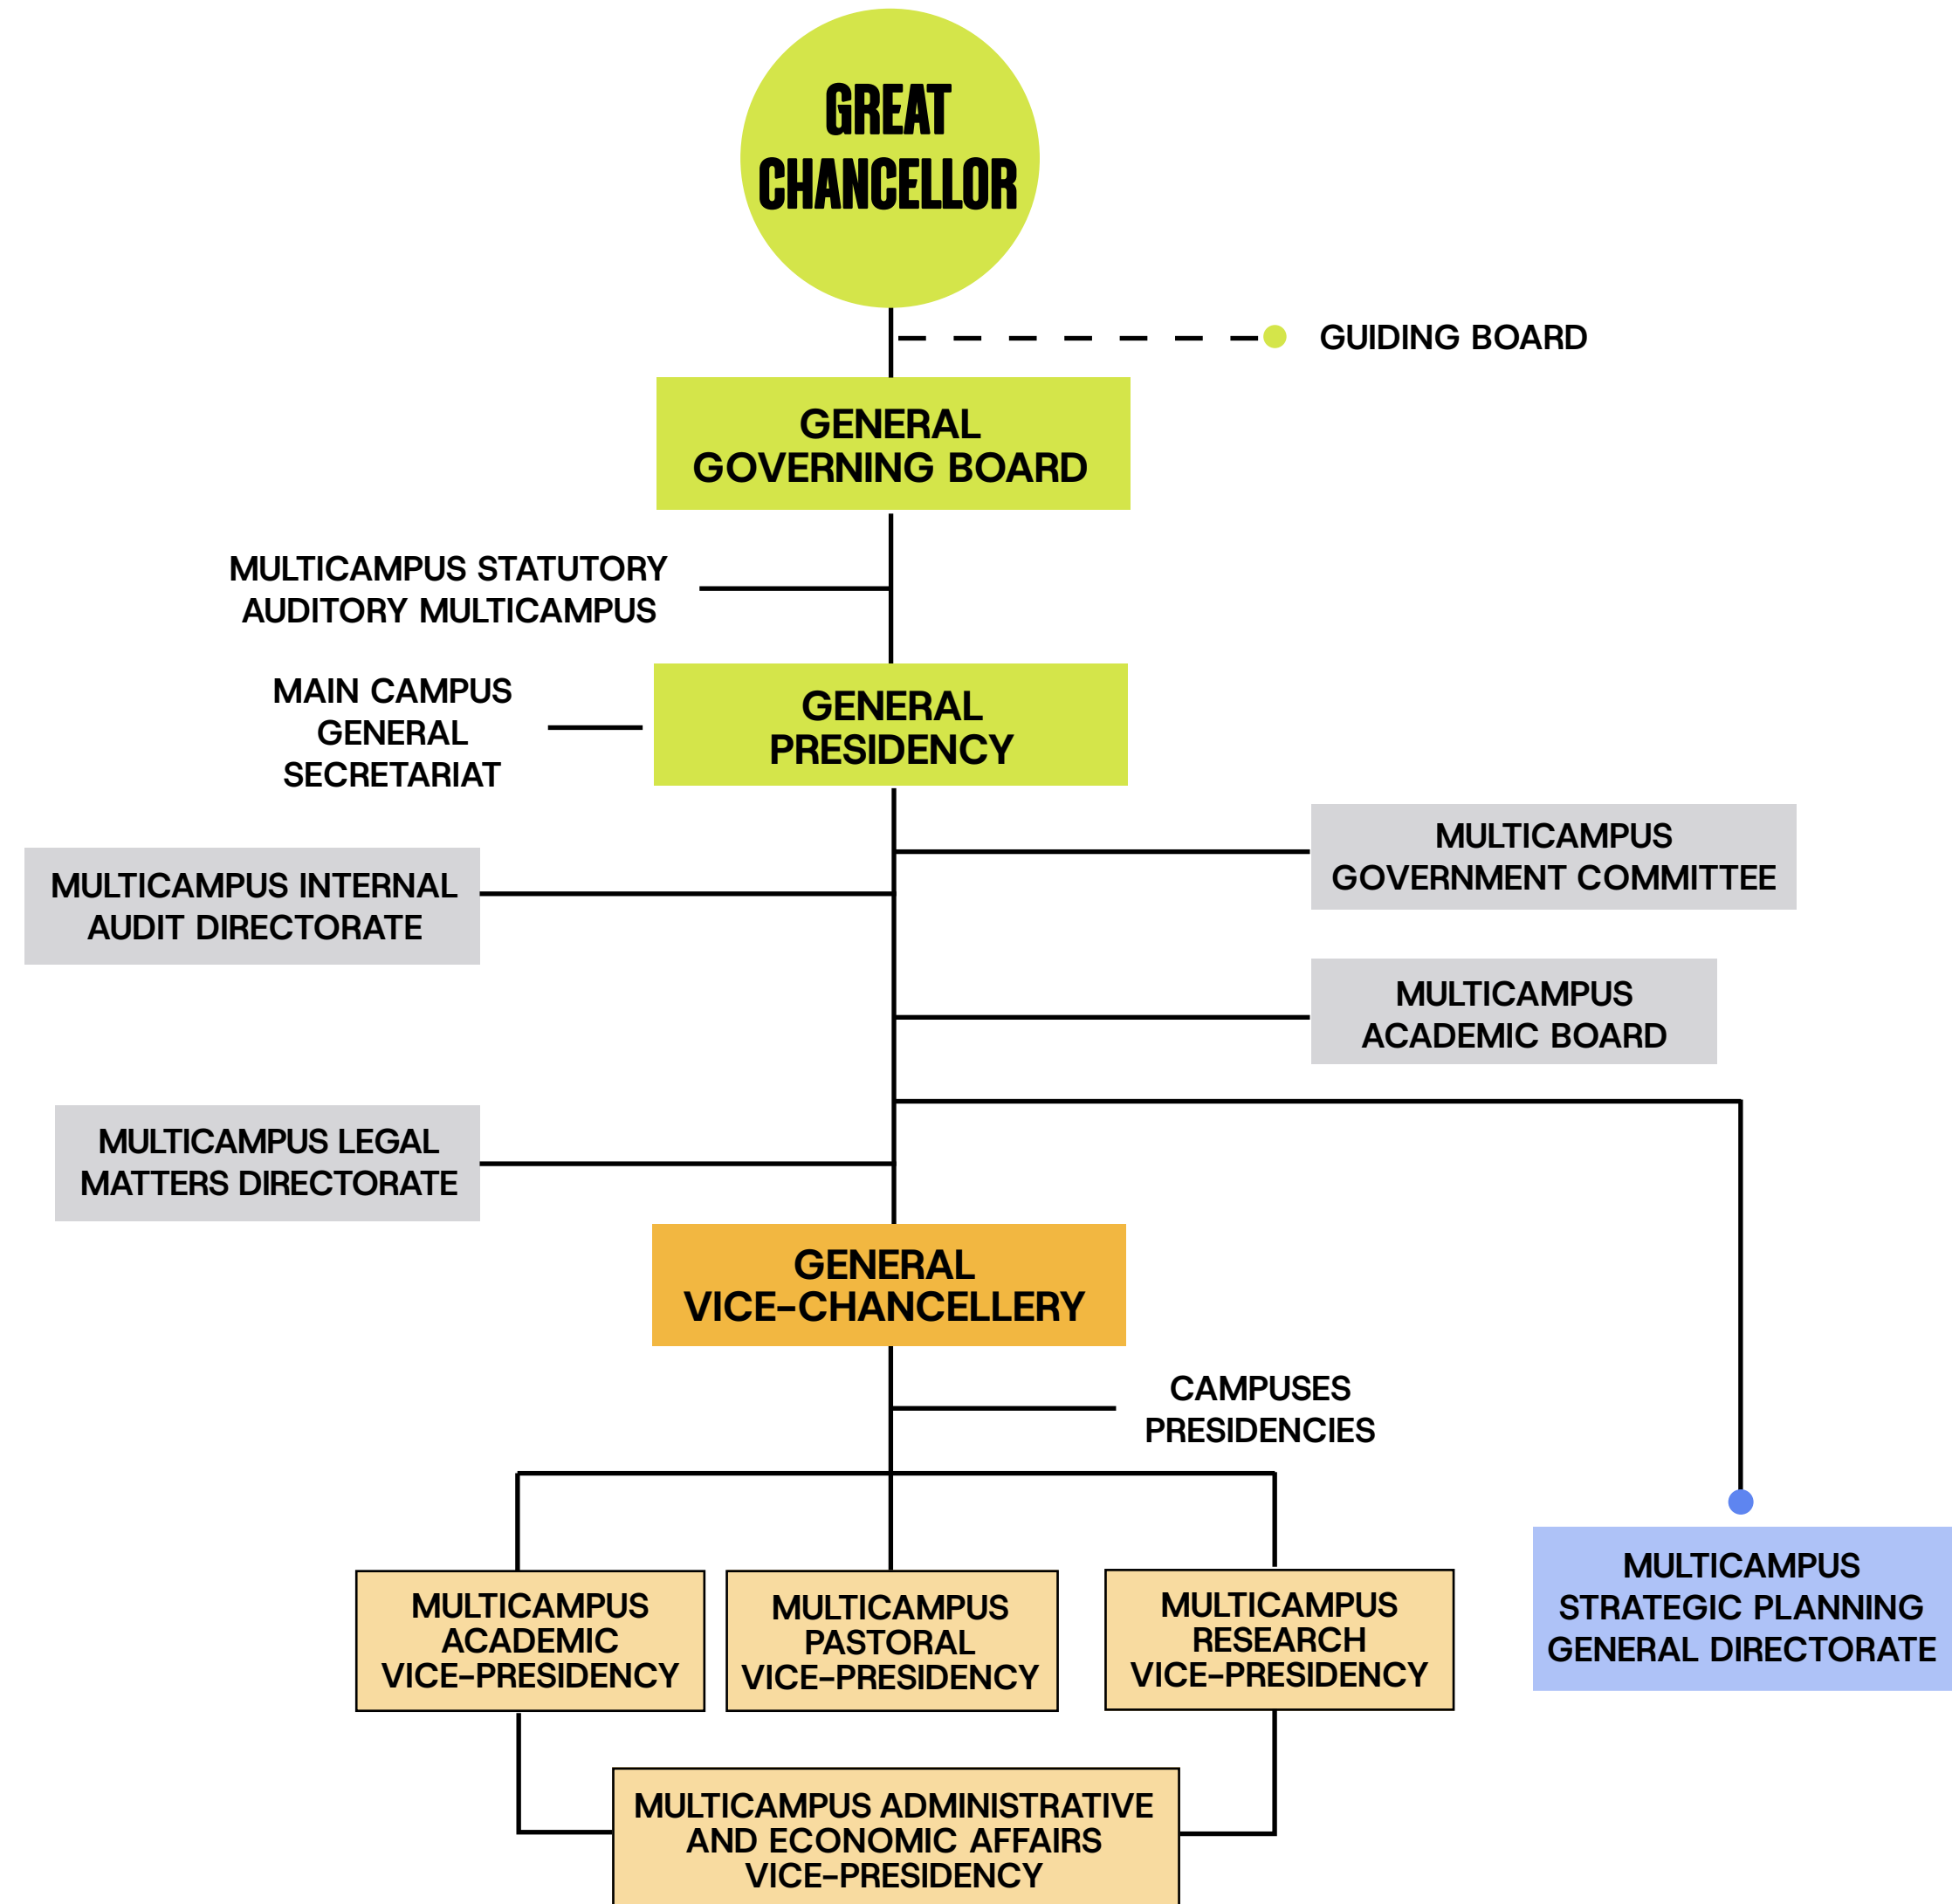 GREAT
CHANCELLOR
GUIDING BOARD
GENERAL
GOVERNING BOARD
MULTICAMPUS STATUTORY
AUDITORY MULTICAMPUS
MAIN CAMPUS
GENERAL
SECRETARIAT
GENERAL
PRESIDENCY
MULTICAMPUS
GOVERNMENT COMMITTEE
MULTICAMPUS INTERNAL
AUDIT DIRECTORATE
MULTICAMPUS
ACADEMIC BOARD
MULTICAMPUS LEGAL
MATTERS DIRECTORATE
GENERAL
VICE-CHANCELLERY
CAMPUSES
PRESIDENCIES
MULTICAMPUS
ACADEMIC
VICE-PRESIDENCY
MULTICAMPUS
PASTORAL
VICE-PRESIDENCY
MULTICAMPUS
RESEARCH
VICE-PRESIDENCY
MULTICAMPUS
STRATEGIC PLANNING
GENERAL DIRECTORATE
MULTICAMPUS ADMINISTRATIVE
AND ECONOMIC AFFAIRS
VICE-PRESIDENCY